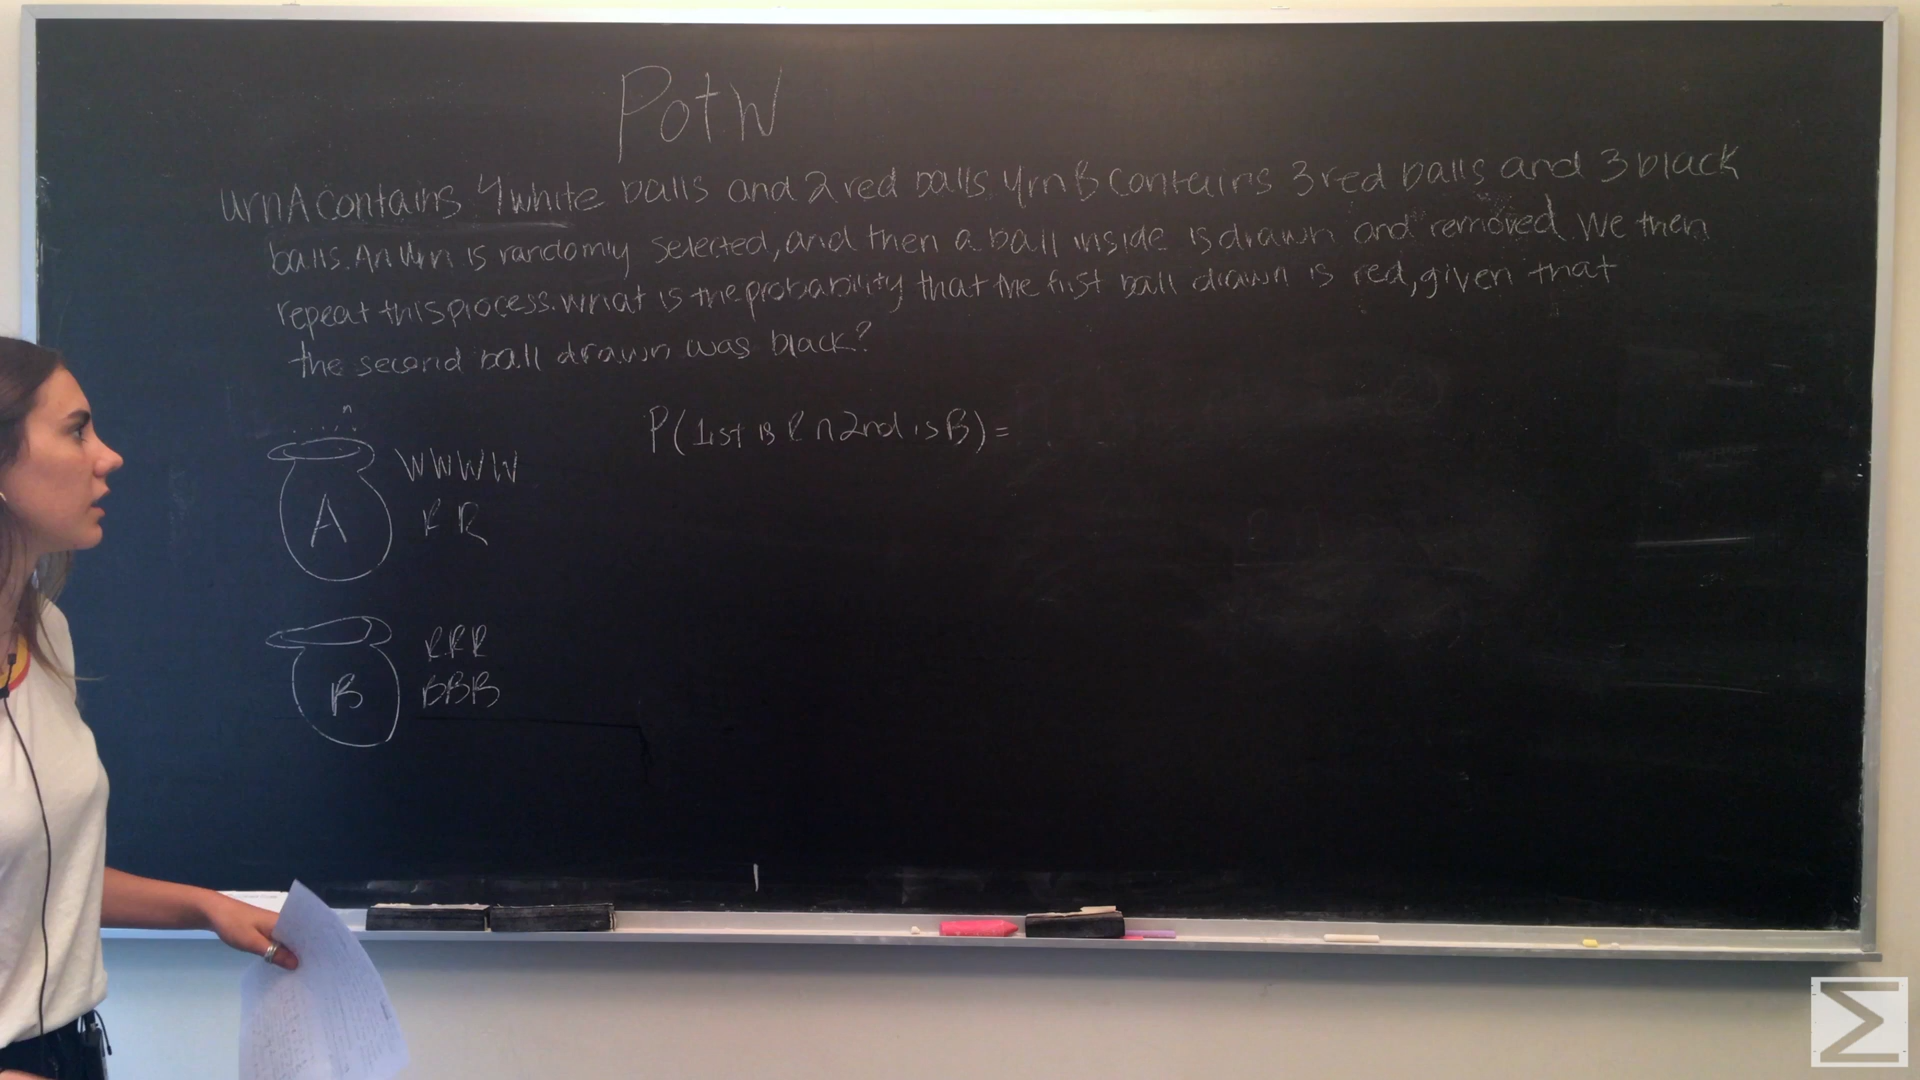 PotW
Urn A contains 4 white balls and 2 red balls. Urn B contains 3 red balls and 3 black
balls. An Urn is randomly selected, and then a ball inside is drawn and removed. We then
repeat this process. What is the probability that the first ball drawn is red, given that
the second ball drawn was black?
P(1st is R ∩ 2nd is B) =
WWWW
A
RR
RRR
B
BBB
Σ